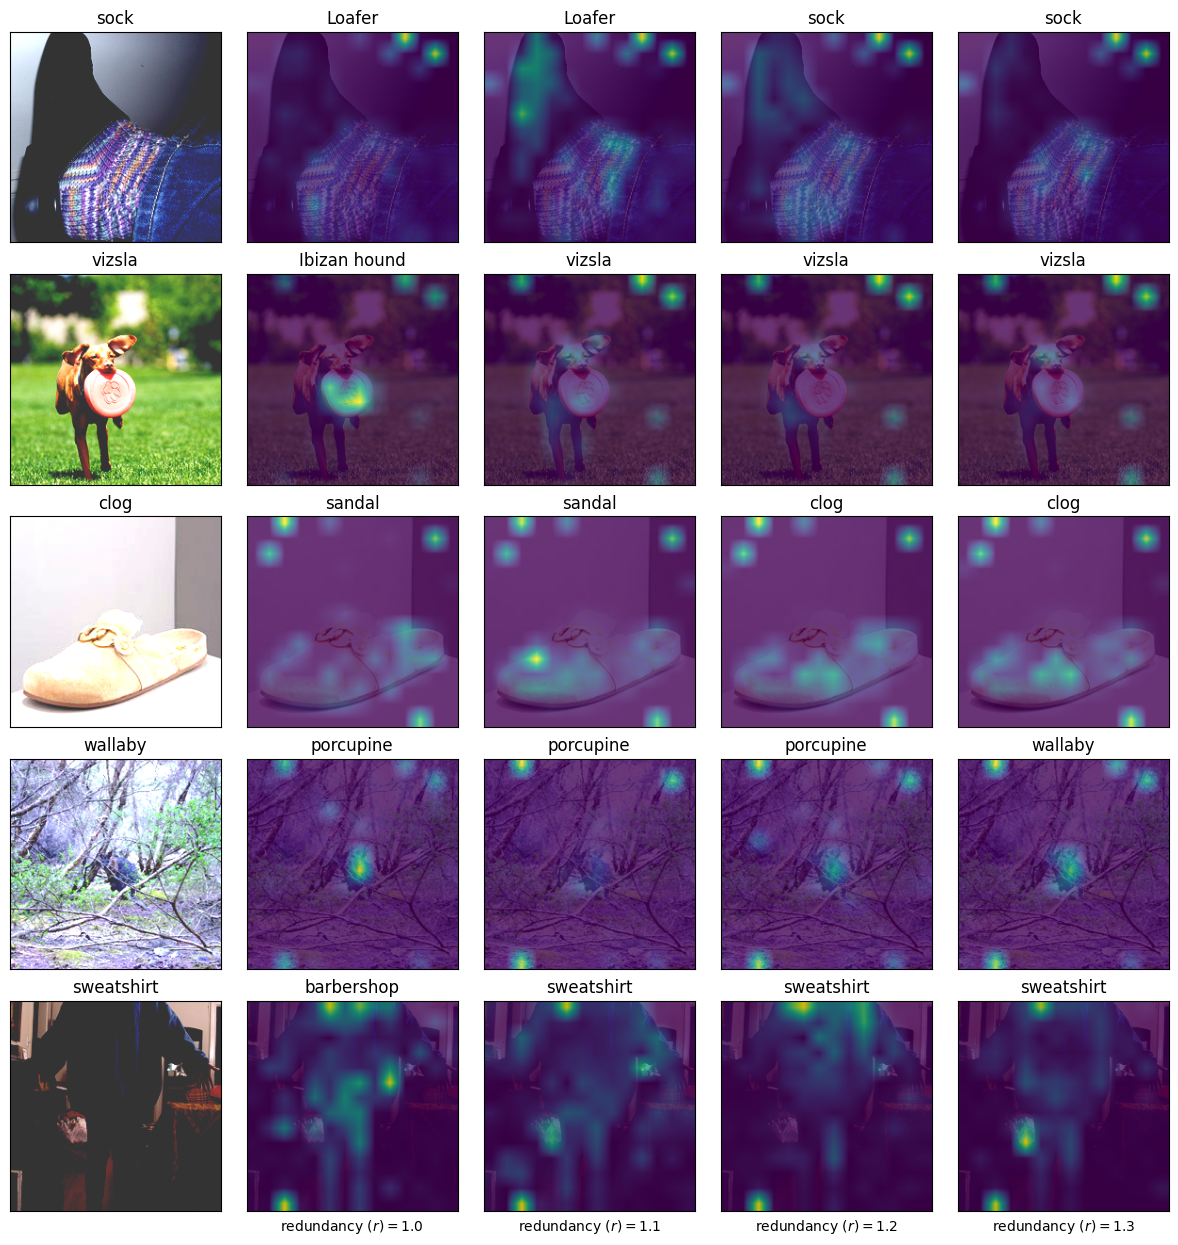 sock Loafer Loafer sock sock
vizsla Ibizan hound vizsla vizsla vizsla
clog sandal sandal clog clog
wallaby porcupine porcupine porcupine wallaby
sweatshirt barbershop sweatshirt sweatshirt sweatshirt
redundancy (r) = 1.0 redundancy (r) = 1.1 redundancy (r) = 1.2 redundancy (r) = 1.3